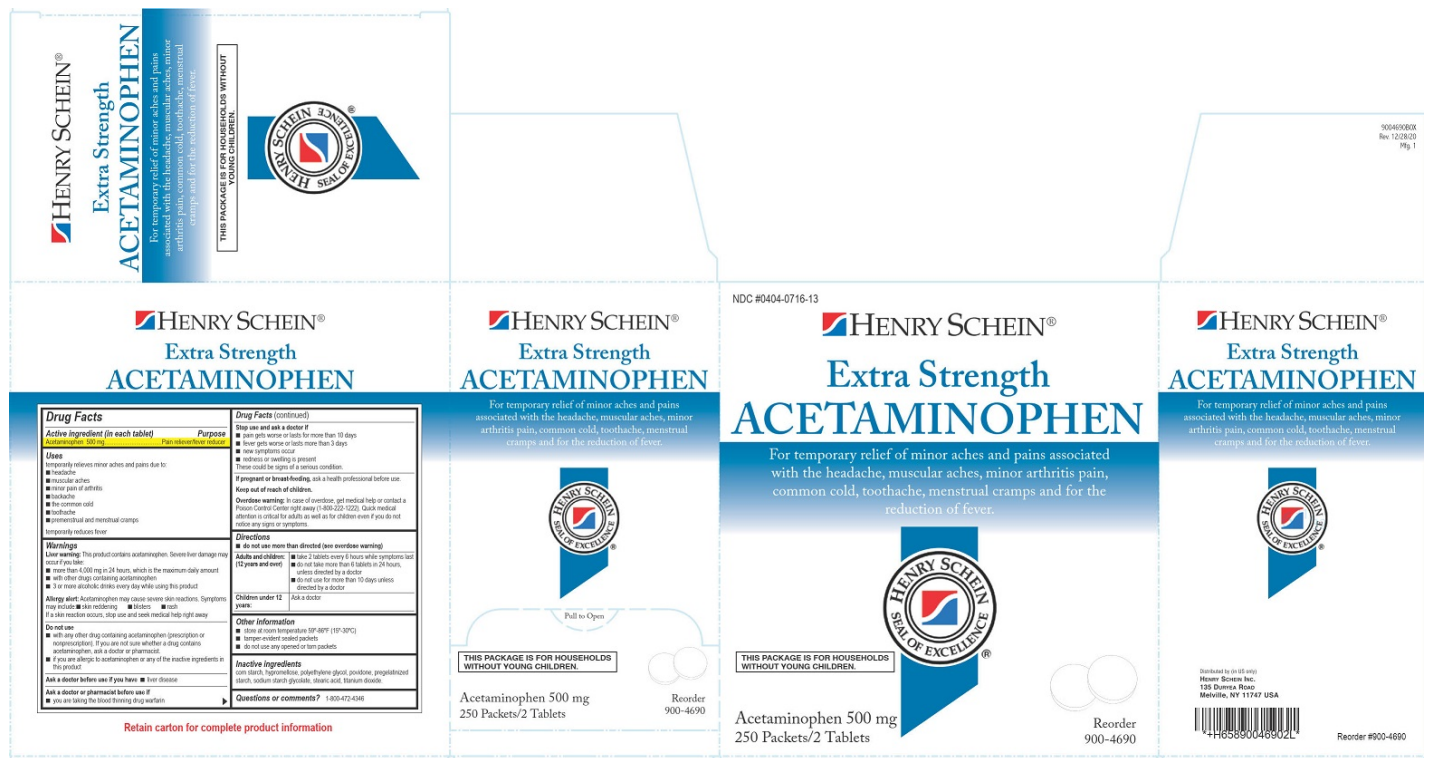 HENRY SCHEIN®
Extra Strength
ACETAMINOPHEN
For temporary relief of minor aches and pains
associated with the headache, muscular aches, minor
arthritis pain, common cold, toothache, menstrual
cramps and for the reduction of fever.
THIS PACKAGE IS FOR HOUSEHOLDS WITHOUT
YOUNG CHILDREN.
HENRY SCHEIN
SEAL OF EXCELLENCE
®
9004690BOX
Rev. 12/28/20
Mfg. 1
HENRY SCHEIN®
Extra Strength
ACETAMINOPHEN
Drug Facts
Active ingredient (in each tablet) Purpose
Acetaminophen 500 mg..............................Pain reliever/fever reducer
Uses
temporarily relieves minor aches and pains due to:
■ headache
■ muscular aches
■ minor pain of arthritis
■ backache
■ the common cold
■ toothache
■ premenstrual and menstrual cramps
temporarily reduces fever
Warnings
Liver warning: This product contains acetaminophen. Severe liver damage may
occur if you take:
■ more than 4,000 mg in 24 hours, which is the maximum daily amount
■ with other drugs containing acetaminophen
■ 3 or more alcoholic drinks every day while using this product
Allergy alert: Acetaminophen may cause severe skin reactions. Symptoms
may include: ■ skin reddening ■ blisters ■ rash
If a skin reaction occurs, stop use and seek medical help right away
Do not use
■ with any other drug containing acetaminophen (prescription or
nonprescription). If you are not sure whether a drug contains
acetaminophen, ask a doctor or pharmacist.
■ if you are allergic to acetaminophen or any of the inactive ingredients in
this product
Ask a doctor before use if you have ■ liver disease
Ask a doctor or pharmacist before use if
■ you are taking the blood thinning drug warfarin
Drug Facts (continued)
Stop use and ask a doctor if
■ pain gets worse or lasts for more than 10 days
■ fever gets worse or lasts more than 3 days
■ new symptoms occur
■ redness or swelling is present
These could be signs of a serious condition.
If pregnant or breast-feeding, ask a health professional before use.
Keep out of reach of children.
Overdose warning: In case of overdose, get medical help or contact a
Poison Control Center right away (1-800-222-1222). Quick medical
attention is critical for adults as well as for children even if you do not
notice any signs or symptoms.
Directions
■ do not use more than directed (see overdose warning)
Adults and children:
(12 years and over)
■ take 2 tablets every 6 hours while symptoms last
■ do not take more than 6 tablets in 24 hours,
unless directed by a doctor
■ do not use for more than 10 days unless
directed by a doctor
Children under 12
years:
Ask a doctor
Other Information
■ store at room temperature 59º-86ºF (15º-30ºC)
■ tamper-evident sealed packets
■ do not use any opened or torn packets
Inactive ingredients
corn starch, hypromellose, polyethylene glycol, povidone, pregelatinized
starch, sodium starch glycolate, stearic acid, titanium dioxide.
Questions or comments? 1-800-472-4346
Retain carton for complete product information
HENRY SCHEIN®
Extra Strength
ACETAMINOPHEN
For temporary relief of minor aches and pains
associated with the headache, muscular aches, minor
arthritis pain, common cold, toothache, menstrual
cramps and for the reduction of fever.
HENRY SCHEIN
SEAL OF EXCELLENCE
®
Pull to Open
THIS PACKAGE IS FOR HOUSEHOLDS
WITHOUT YOUNG CHILDREN.
Acetaminophen 500 mg
250 Packets/2 Tablets
Reorder
900-4690
NDC #0404-0716-13
HENRY SCHEIN®
Extra Strength
ACETAMINOPHEN
For temporary relief of minor aches and pains associated
with the headache, muscular aches, minor arthritis pain,
common cold, toothache, menstrual cramps and for the
reduction of fever.
HENRY SCHEIN
SEAL OF EXCELLENCE
®
THIS PACKAGE IS FOR HOUSEHOLDS
WITHOUT YOUNG CHILDREN.
Acetaminophen 500 mg
250 Packets/2 Tablets
Reorder
900-4690
HENRY SCHEIN®
Extra Strength
ACETAMINOPHEN
For temporary relief of minor aches and pains
associated with the headache, muscular aches, minor
arthritis pain, common cold, toothache, menstrual
cramps and for the reduction of fever.
HENRY SCHEIN
SEAL OF EXCELLENCE
®
Distributed by (in US only)
HENRY SCHEIN INC.
135 DURYEA ROAD
Melville, NY 11747 USA
*+H65890046902L*
Reorder #900-4690